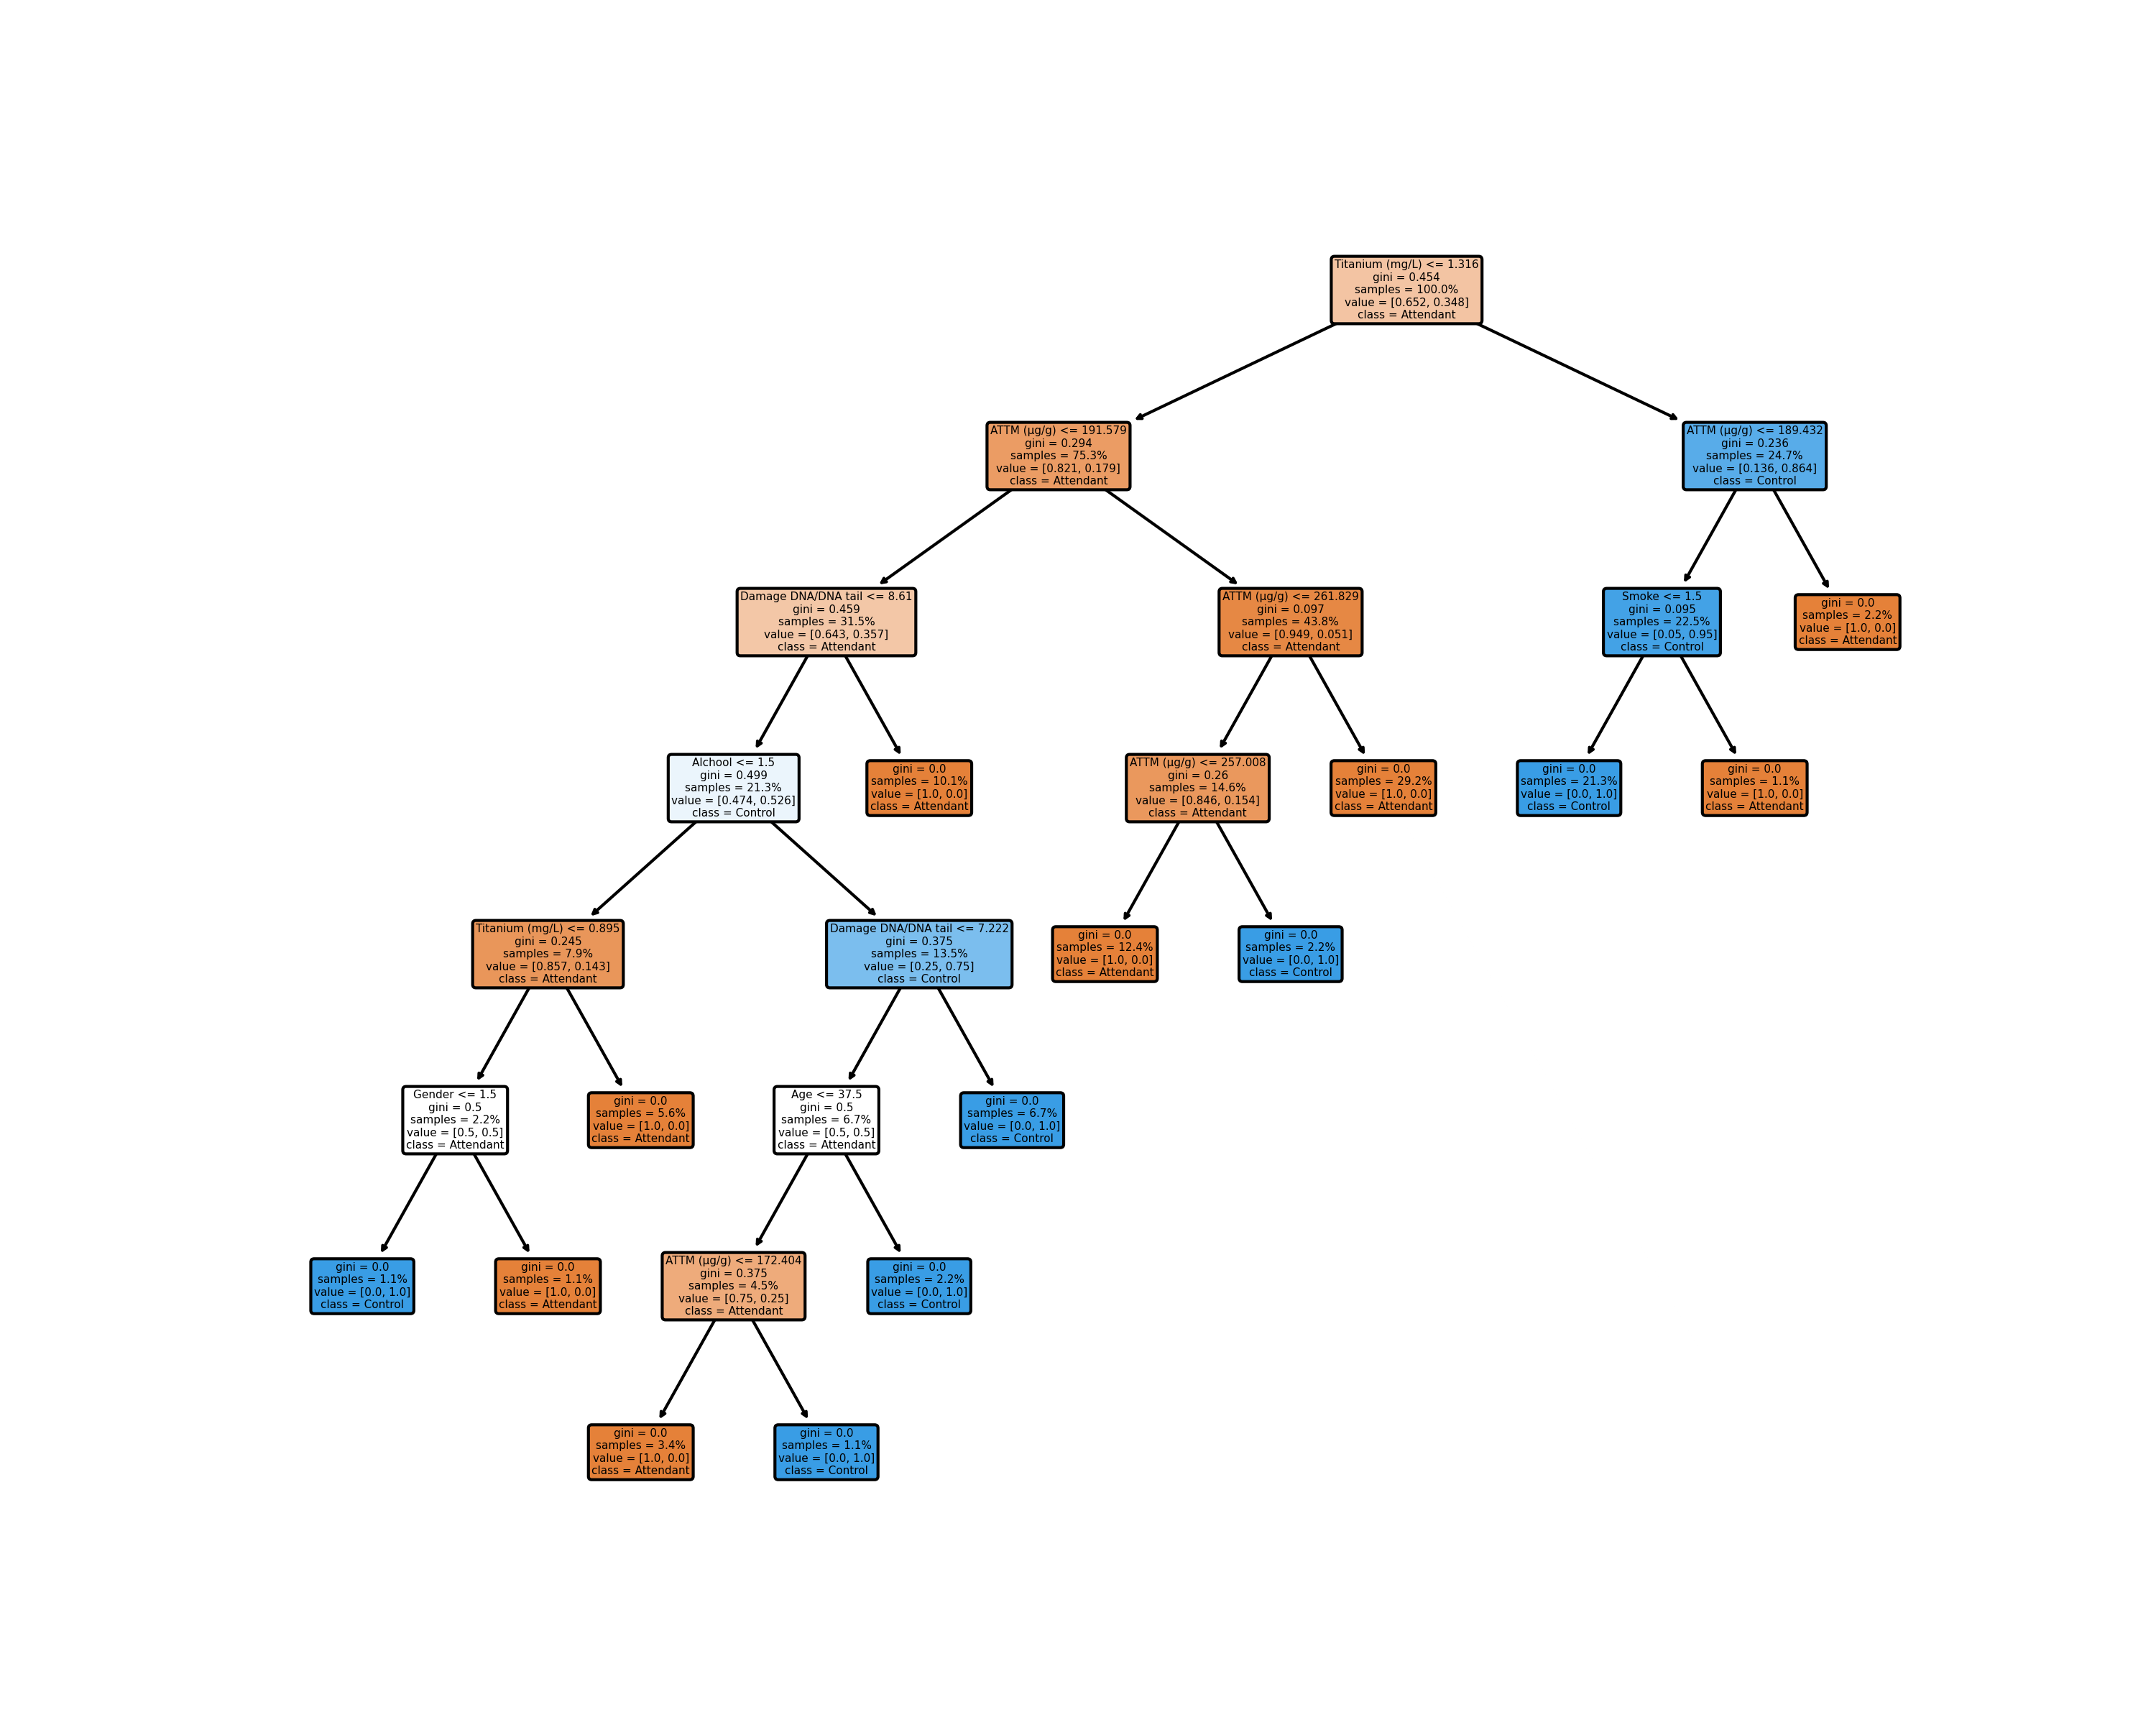 Titanium (mg/L) <= 1.316
gini = 0.454
samples = 100.0%
value = [0.652, 0.348]
class = Attendant
ATTM (µg/g) <= 191.579
gini = 0.294
samples = 75.3%
value = [0.821, 0.179]
class = Attendant
ATTM (µg/g) <= 189.432
gini = 0.236
samples = 24.7%
value = [0.136, 0.864]
class = Control
Damage DNA/DNA tail <= 8.61
gini = 0.459
samples = 31.5%
value = [0.643, 0.357]
class = Attendant
ATTM (µg/g) <= 261.829
gini = 0.097
samples = 43.8%
value = [0.949, 0.051]
class = Attendant
Smoke <= 1.5
gini = 0.095
samples = 22.5%
value = [0.05, 0.95]
class = Control
gini = 0.0
samples = 2.2%
value = [1.0, 0.0]
class = Attendant
Alchool <= 1.5
gini = 0.499
samples = 21.3%
value = [0.474, 0.526]
class = Control
gini = 0.0
samples = 10.1%
value = [1.0, 0.0]
class = Attendant
ATTM (µg/g) <= 257.008
gini = 0.26
samples = 14.6%
value = [0.846, 0.154]
class = Attendant
gini = 0.0
samples = 29.2%
value = [1.0, 0.0]
class = Attendant
gini = 0.0
samples = 21.3%
value = [0.0, 1.0]
class = Control
gini = 0.0
samples = 1.1%
value = [1.0, 0.0]
class = Attendant
Titanium (mg/L) <= 0.895
gini = 0.245
samples = 7.9%
value = [0.857, 0.143]
class = Attendant
Damage DNA/DNA tail <= 7.222
gini = 0.375
samples = 13.5%
value = [0.25, 0.75]
class = Control
gini = 0.0
samples = 12.4%
value = [1.0, 0.0]
class = Attendant
gini = 0.0
samples = 2.2%
value = [0.0, 1.0]
class = Control
Gender <= 1.5
gini = 0.5
samples = 2.2%
value = [0.5, 0.5]
class = Attendant
gini = 0.0
samples = 5.6%
value = [1.0, 0.0]
class = Attendant
Age <= 37.5
gini = 0.5
samples = 6.7%
value = [0.5, 0.5]
class = Attendant
gini = 0.0
samples = 6.7%
value = [0.0, 1.0]
class = Control
gini = 0.0
samples = 1.1%
value = [0.0, 1.0]
class = Control
gini = 0.0
samples = 1.1%
value = [1.0, 0.0]
class = Attendant
ATTM (µg/g) <= 172.404
gini = 0.375
samples = 4.5%
value = [0.75, 0.25]
class = Attendant
gini = 0.0
samples = 2.2%
value = [0.0, 1.0]
class = Control
gini = 0.0
samples = 3.4%
value = [1.0, 0.0]
class = Attendant
gini = 0.0
samples = 1.1%
value = [0.0, 1.0]
class = Control